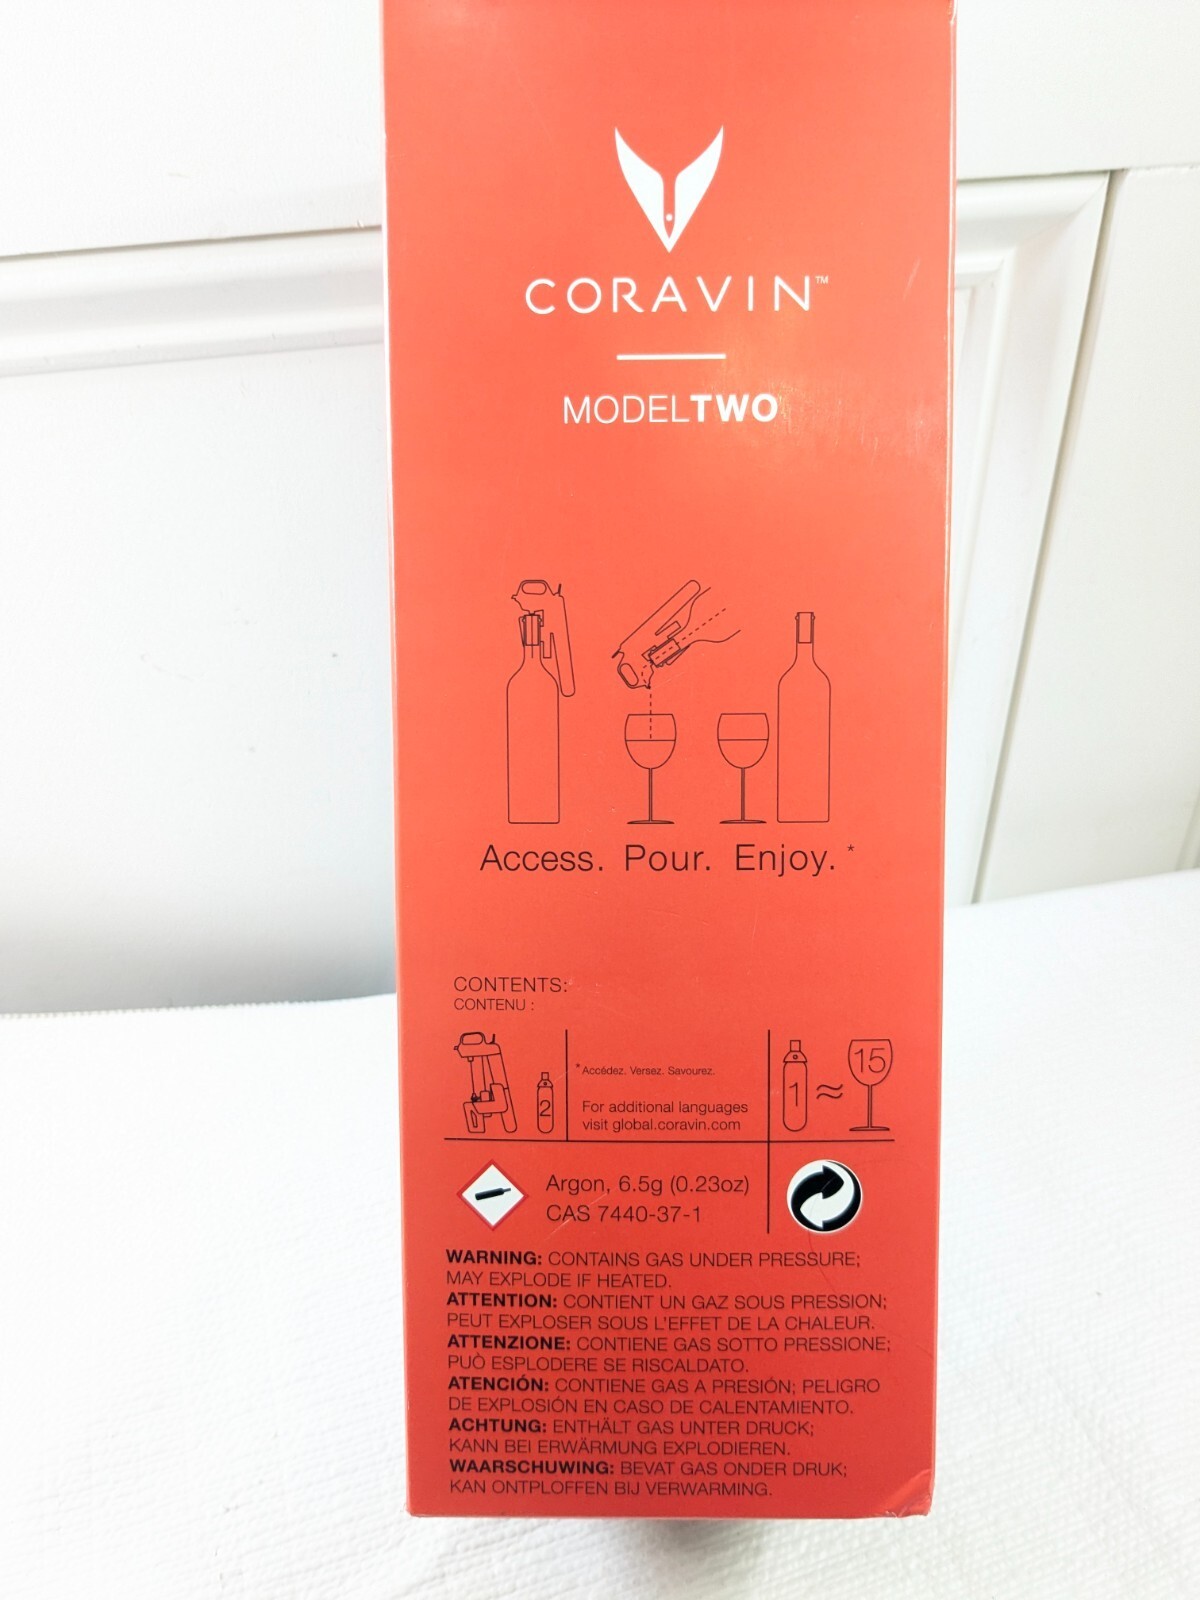 CORAVIN™
MODELTWO
Access. Pour. Enjoy.*
CONTENTS:
CONTENU :
2
*Accédez. Versez. Savourez.
For additional languages
visit global.coravin.com
1 ≈ 15
Argon, 6.5g (0.23oz)
CAS 7440-37-1
WARNING: CONTAINS GAS UNDER PRESSURE;
MAY EXPLODE IF HEATED.
ATTENTION: CONTIENT UN GAZ SOUS PRESSION;
PEUT EXPLOSER SOUS L'EFFET DE LA CHALEUR.
ATTENZIONE: CONTIENE GAS SOTTO PRESSIONE;
PUÒ ESPLODERE SE RISCALDATO.
ATENCIÓN: CONTIENE GAS A PRESIÓN; PELIGRO
DE EXPLOSIÓN EN CASO DE CALENTAMIENTO.
ACHTUNG: ENTHÄLT GAS UNTER DRUCK;
KANN BEI ERWÄRMUNG EXPLODIEREN.
WAARSCHUWING: BEVAT GAS ONDER DRUK;
KAN ONTPLOFFEN BIJ VERWARMING.